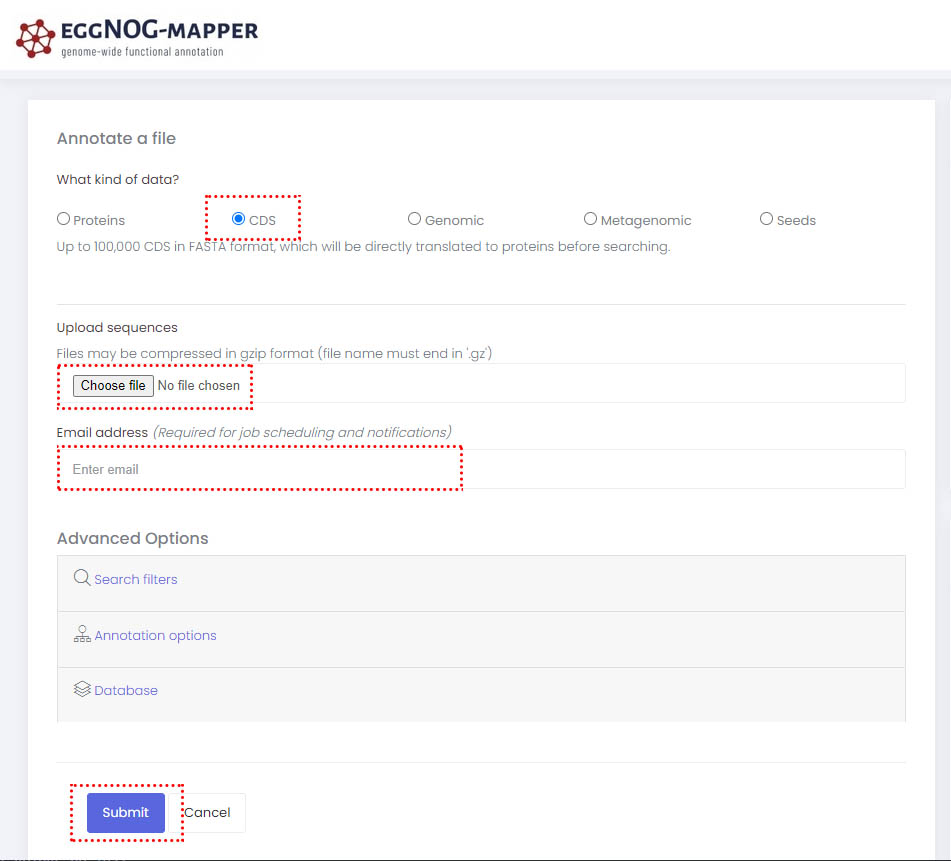 eggNOG-MAPPER
genome-wide functional annotation
Annotate a file
What kind of data?
Proteins CDS Genomic Metagenomic Seeds
Up to 100,000 CDS in FASTA format, which will be directly translated to proteins before searching.
Upload sequences
Files may be compressed in gzip format (file name must end in '.gz')
Choose file No file chosen
Email address (Required for job scheduling and notifications)
Enter email
Advanced Options
Search filters
Annotation options
Database
Submit Cancel